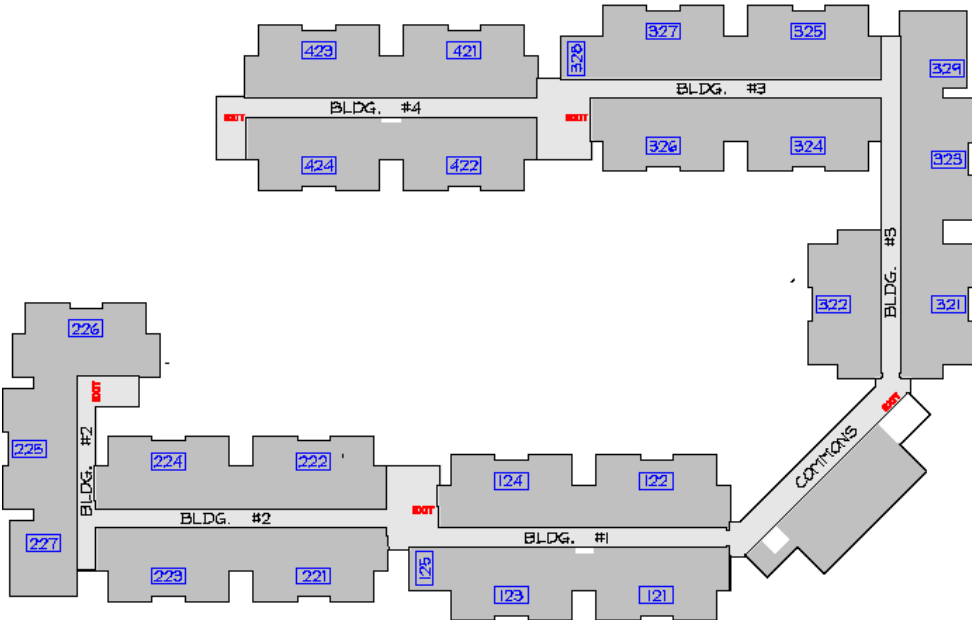 327
325
423
421
328
329
BLDG. #3
BLDG. #4
EXIT
EXIT
326
324
323
424
422
BLDG. #3
322
321
226
EXIT
EXIT
BLDG. #2
225
COMMONS
224
222
124
122
EXIT
BLDG. #2
BLDG. #1
227
125
223
221
123
121